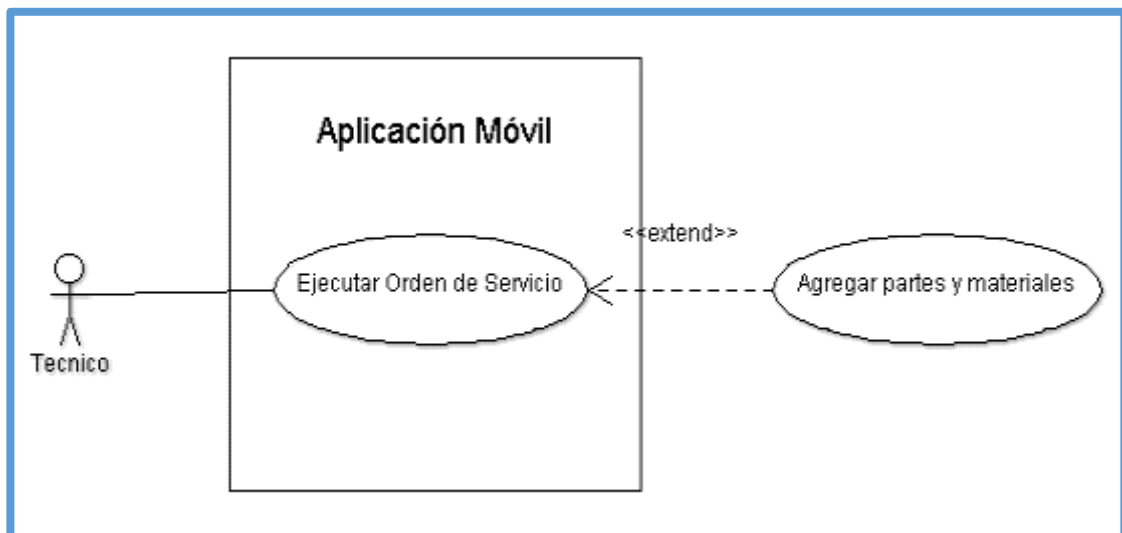 Aplicación Móvil
<<extend>>
Ejecutar Orden de Servicio
Agregar partes y materiales
Tecnico